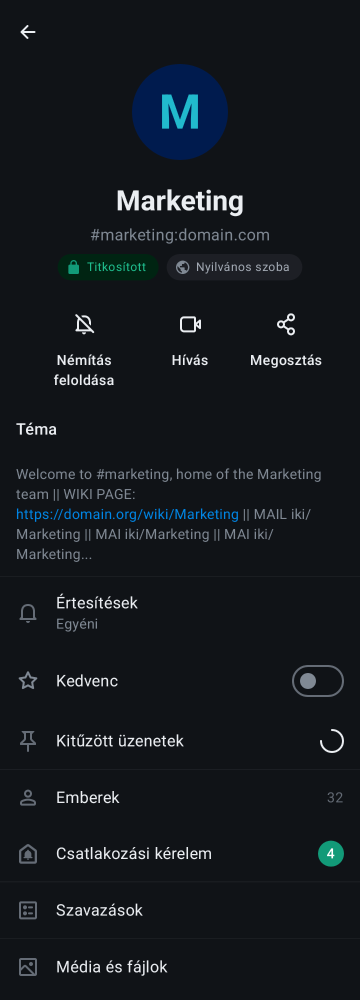 M
Marketing
#marketing:domain.com
Titkosított
Nyilvános szoba
Némítás
feloldása
Hívás
Megosztás
Téma
Welcome to #marketing, home of the Marketing
team || WIKI PAGE:
https://domain.org/wiki/Marketing || MAIL iki/
Marketing || MAI iki/Marketing || MAI iki/
Marketing...
Értesítések
Egyéni
Kedvenc
Kitűzött üzenetek
Emberek
32
Csatlakozási kérelem
4
Szavazások
Média és fájlok